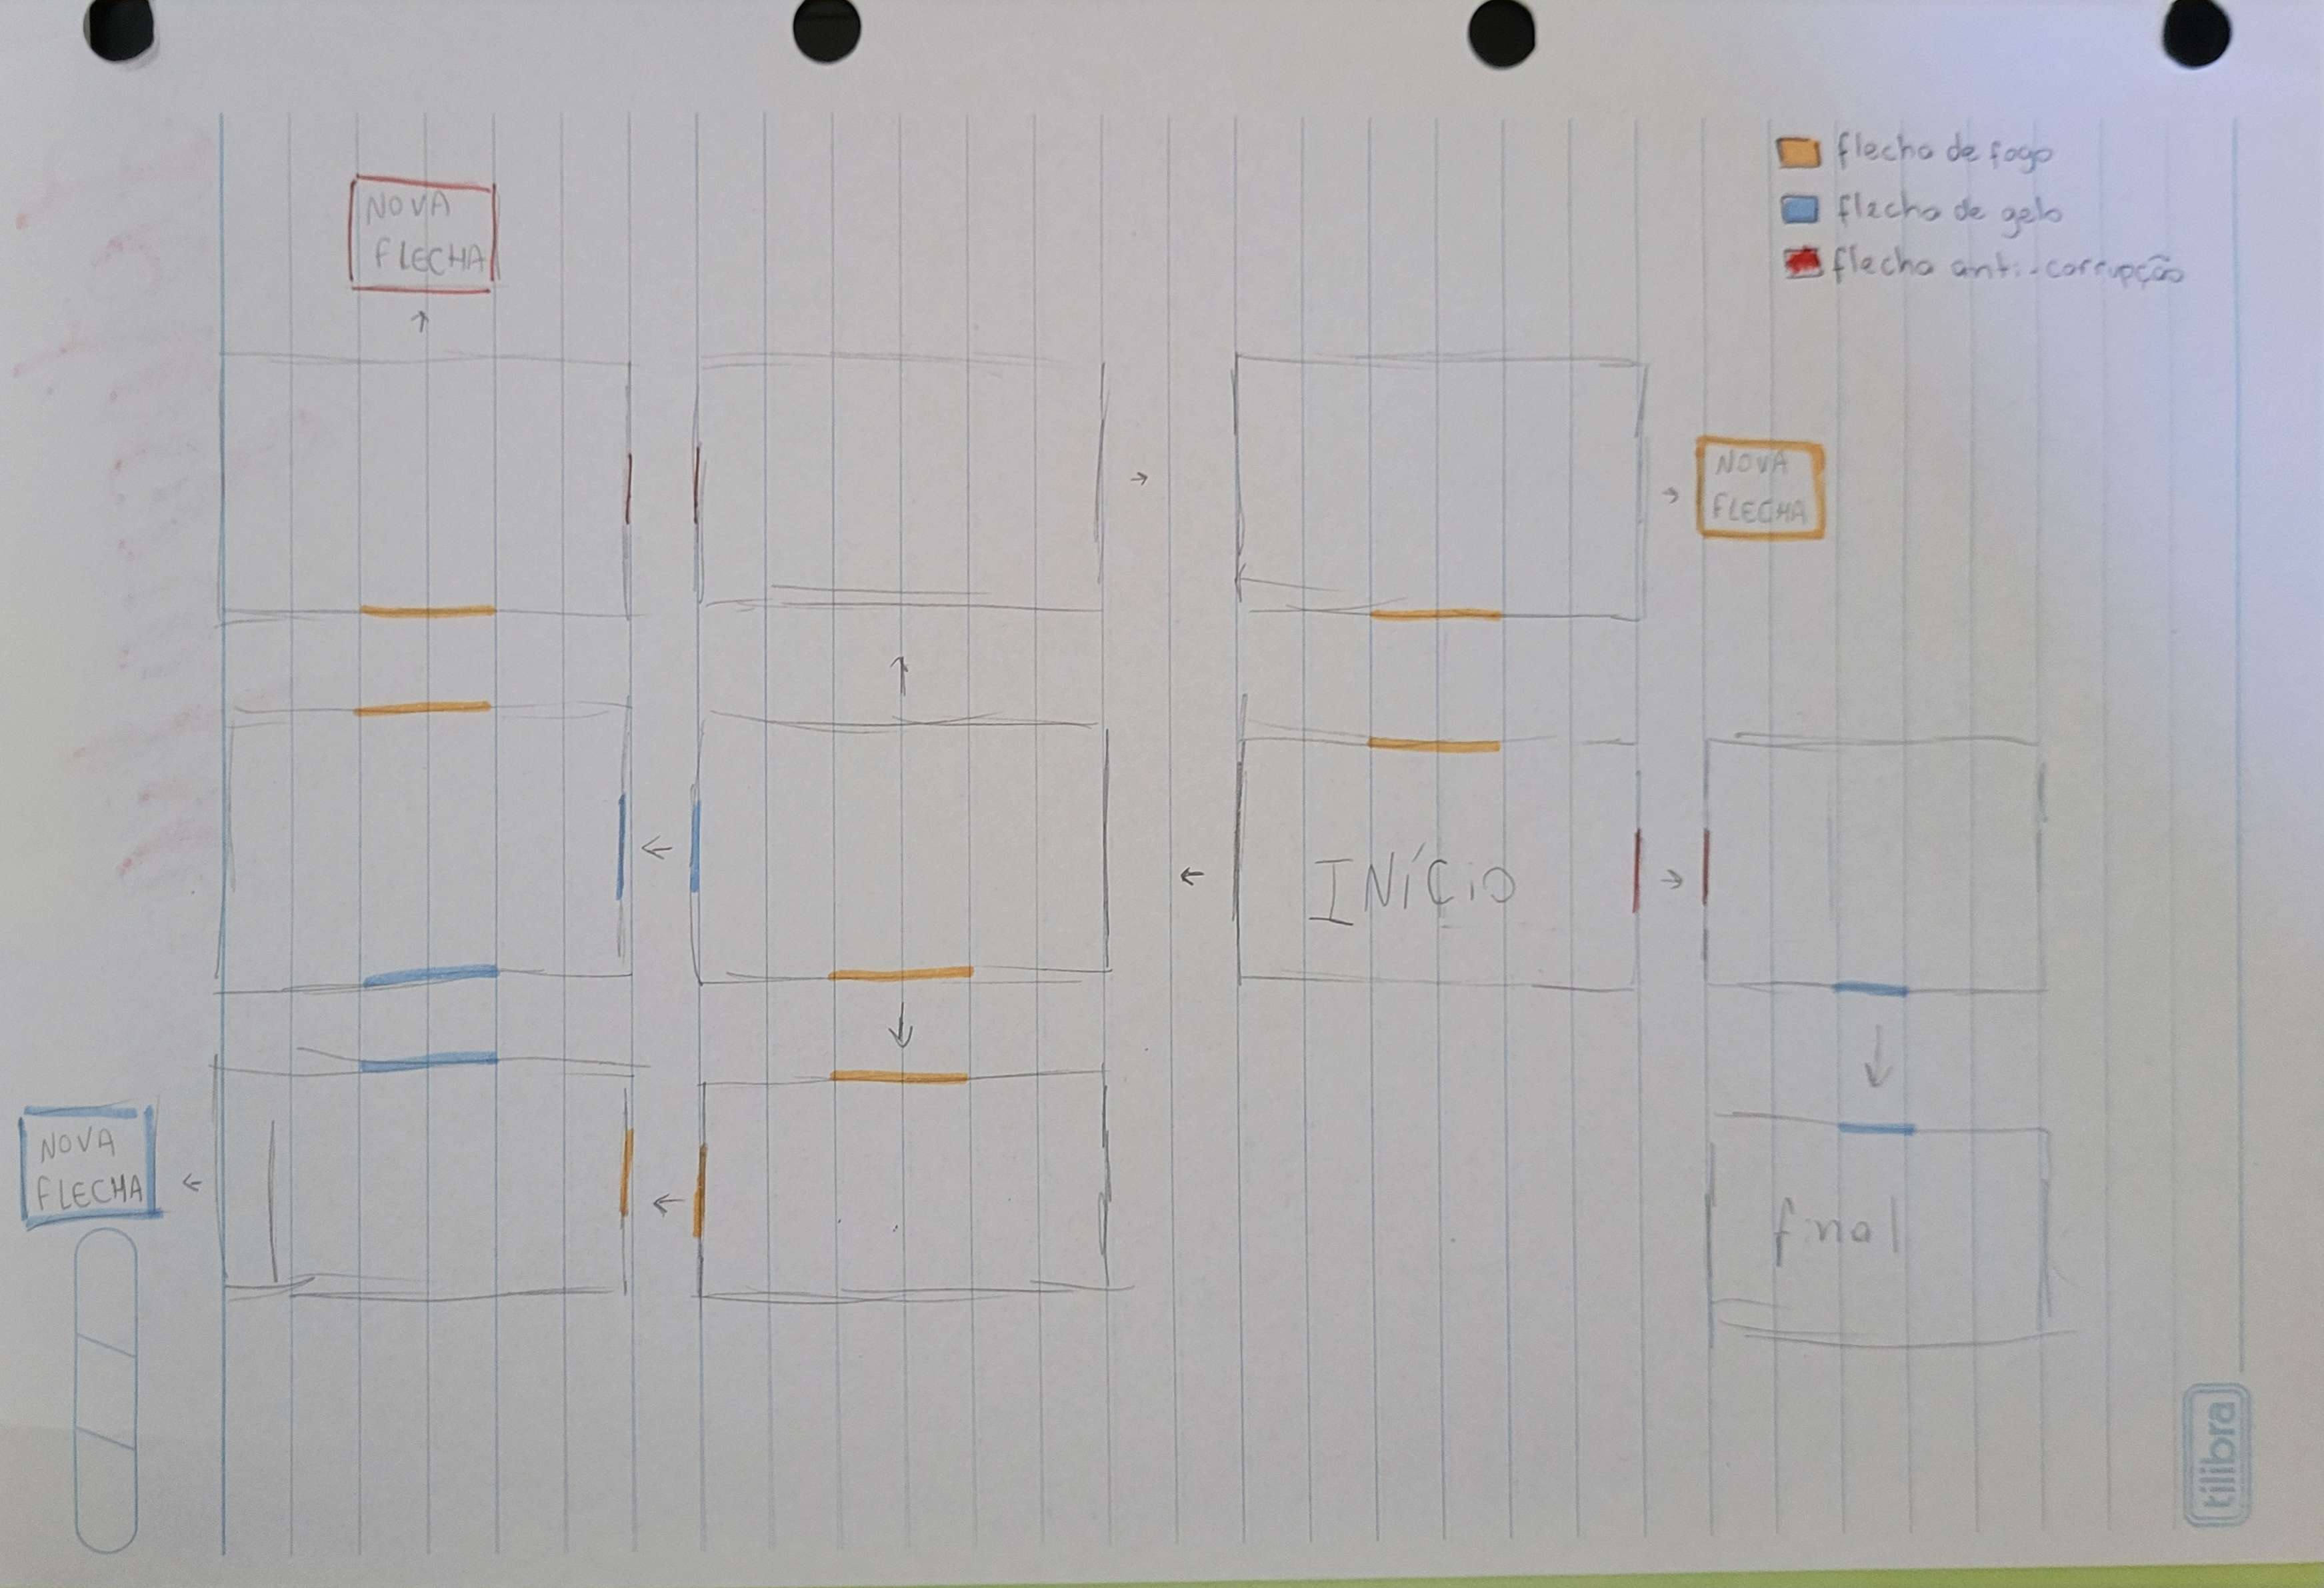 flecha de fogo
flecha de gelo
flecha anti-corrupção
NOVA
FLECHA
NOVA
FLECHA
INÍCIO
NOVA
FLECHA
final
tilibra